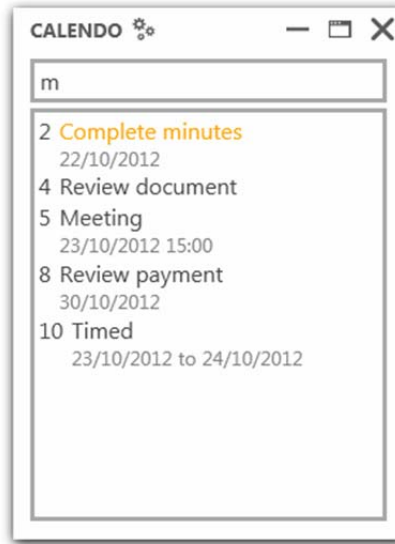 CALENDO
m
2 Complete minutes
22/10/2012
4 Review document
5 Meeting
23/10/2012 15:00
8 Review payment
30/10/2012
10 Timed
23/10/2012 to 24/10/2012